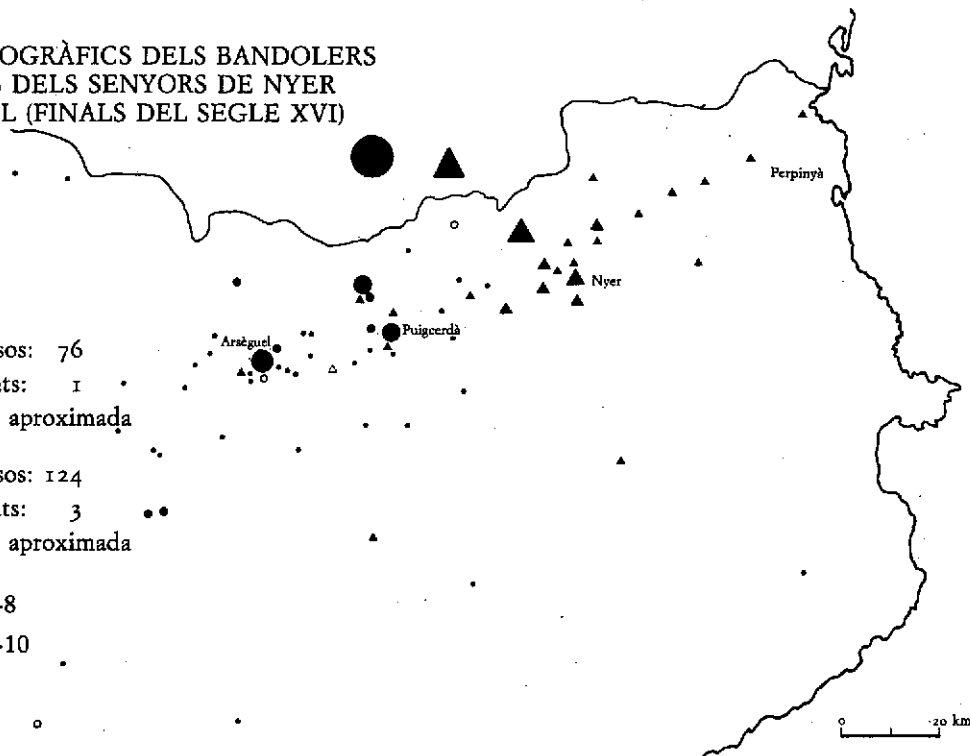 OGRÀFICS DELS BANDOLERS
DELS SENYORS DE NYER
L (FINALS DEL SEGLE XVI)
Perpinyà
Nyer
Puigcerdà
Arsèguel
sos: 76
ts: 1
aproximada
sos: 124
ts: 3
aproximada
-8
-10
0 20 km